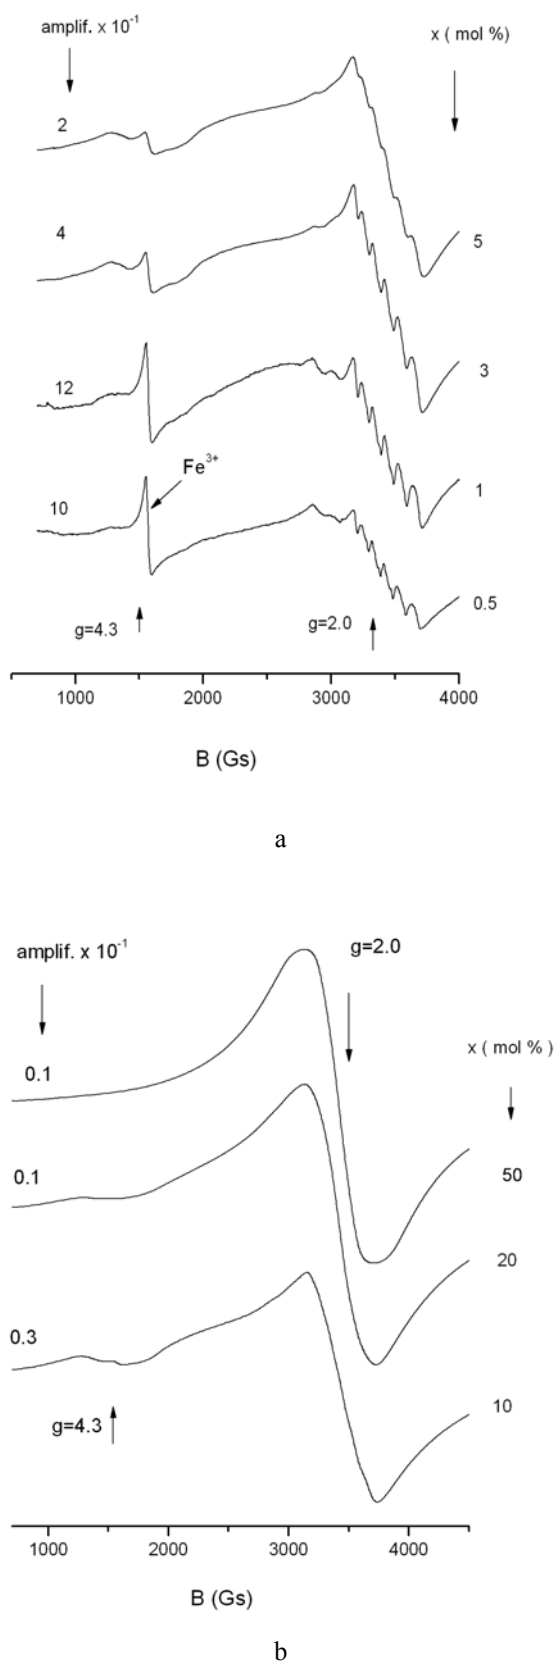 amplif. x 10⁻¹
x ( mol %)
2
4
5
12
3
Fe³⁺
10
1
g=4.3
g=2.0
0.5
1000 2000 3000 4000
B (Gs)
a
amplif. x 10⁻¹
g=2.0
x ( mol % )
0.1
0.1
50
20
0.3
10
g=4.3
1000 2000 3000 4000
B (Gs)
b